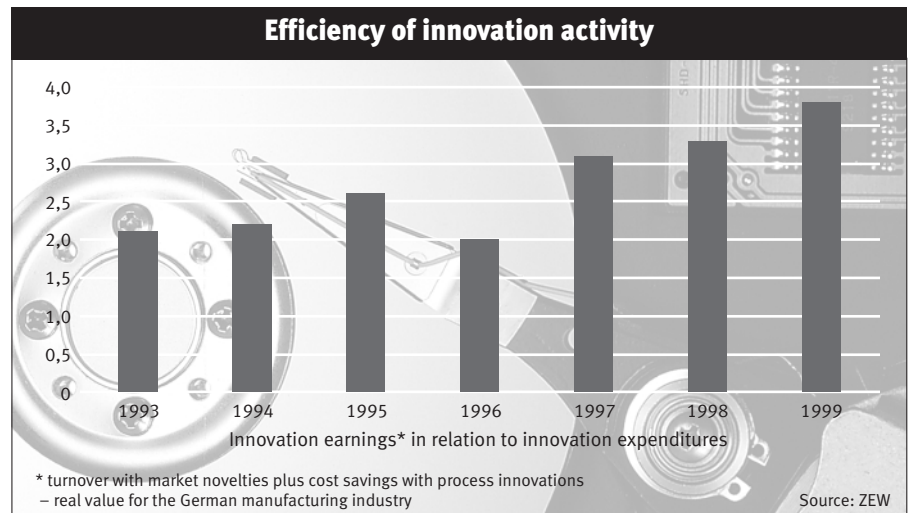 Efficiency of innovation activity
4,0
3,5
3,0
2,5
2,0
1,5
1,0
0,5
0
1993 1994 1995 1996 1997 1998 1999
Innovation earnings* in relation to innovation expenditures
* turnover with market novelties plus cost savings with process innovations
– real value for the German manufacturing industry
Source: ZEW